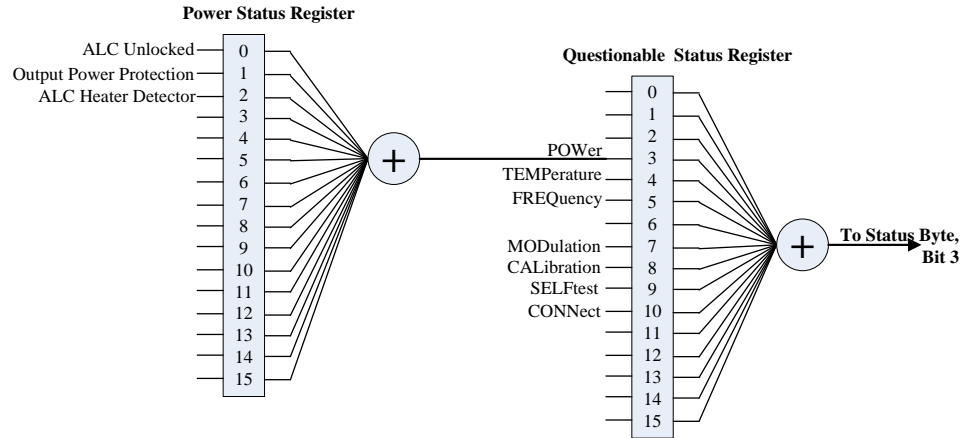 Power Status Register
ALC Unlocked
Output Power Protection
ALC Heater Detector
0
1
2
3
4
5
6
7
8
9
10
11
12
13
14
15
+
Questionable Status Register
POWer
TEMPerature
FREQuency
MODulation
CALibration
SELFtest
CONNect
0
1
2
3
4
5
6
7
8
9
10
11
12
13
14
15
+
To Status Byte,
Bit 3